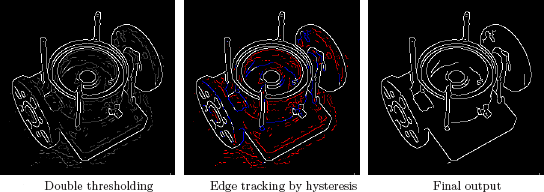 Double thresholding
Edge tracking by hysteresis
Final output